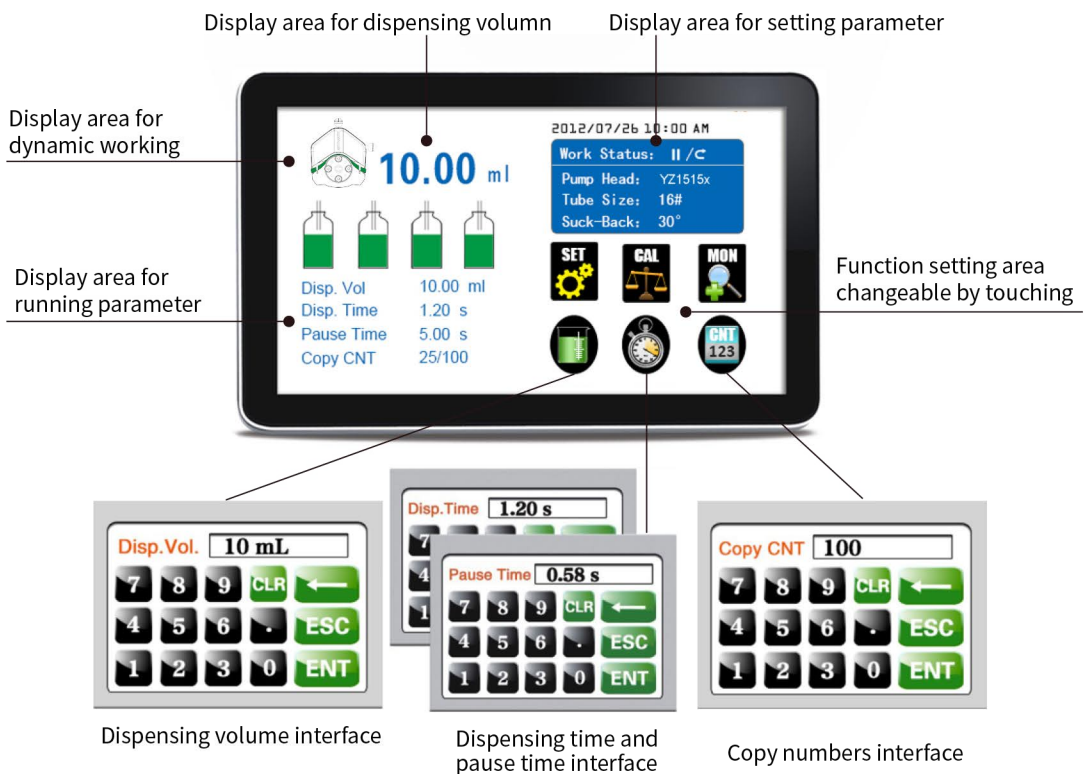 Display area for dispensing volumn
Display area for setting parameter
Display area for
dynamic working
2012/07/26 10:00 AM
Work Status: II /
10.00 ml
Pump Head: YZ1515x
Tube Size: 16#
Suck-Back: 30°
SET
CAL
MON
Display area for
running parameter
Function setting area
changeable by touching
Disp. Vol 10.00 ml
Disp. Time 1.20 s
Pause Time 5.00 s
Copy CNT 25/100
CNT
123
Disp.Time 1.20 s
7
4
1
Disp.Vol. 10 mL
7 8 9 CLR ←
4 5 6 . ESC
1 2 3 0 ENT
Pause Time 0.58 s
7 8 9 CLR ←
4 5 6 . ESC
1 2 3 0 ENT
Copy CNT 100
7 8 9 CLR ←
4 5 6 . ESC
1 2 3 0 ENT
Dispensing volume interface
Dispensing time and
pause time interface
Copy numbers interface